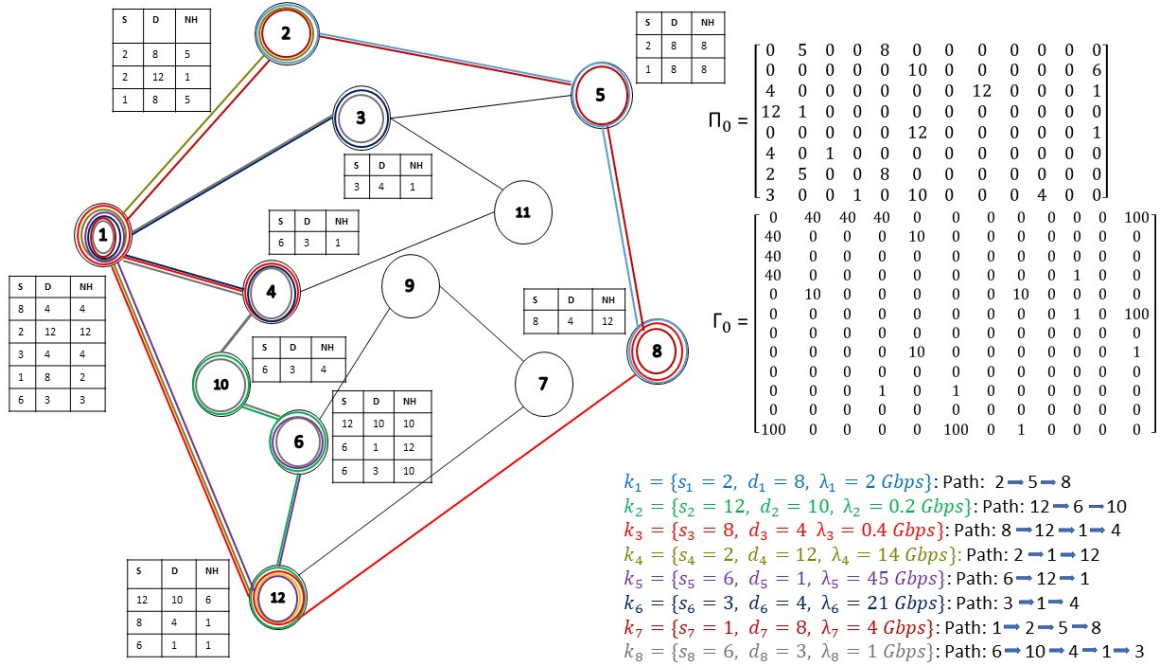 S D NH
2 8 5
2 12 1
1 8 5
2
S D NH
2 8 8
1 8 8
5
3
S D NH
3 4 1
11
1
S D NH
6 3 1
4
9
S D NH
8 4 4
2 12 12
3 4 4
1 8 2
6 3 3
S D NH
8 4 12
8
7
10
S D NH
6 3 4
6
S D NH
12 10 10
6 1 12
6 3 10
S D NH
12 10 6
8 4 1
6 1 1
12
Π0 =
0 5 0 0 8 0 0 0 0 0 0 0
0 0 0 0 0 10 0 0 0 0 0 6
4 0 0 0 0 0 0 12 0 0 0 1
12 1 0 0 0 0 0 0 0 0 0 0
0 0 0 0 0 12 0 0 0 0 0 1
4 0 1 0 0 0 0 0 0 0 0 0
2 5 0 0 8 0 0 0 0 0 0 0
3 0 0 1 0 10 0 0 0 4 0 0
Γ0 =
0 40 40 40 0 0 0 0 0 0 0 100
40 0 0 0 10 0 0 0 0 0 0 0
40 0 0 0 0 0 0 0 0 0 0 0
40 0 0 0 0 0 0 0 0 1 0 0
0 10 0 0 0 0 0 10 0 0 0 0
0 0 0 0 0 0 0 0 0 1 0 100
0 0 0 0 0 0 0 0 0 0 0 0
0 0 0 0 10 0 0 0 0 0 0 1
0 0 0 0 0 0 0 0 0 0 0 0
0 0 0 1 0 1 0 0 0 0 0 0
0 0 0 0 0 0 0 0 0 0 0 0
100 0 0 0 0 100 0 1 0 0 0 0
k1 = {s1 = 2, d1 = 8, λ1 = 2 Gbps}: Path: 2 → 5 → 8
k2 = {s2 = 12, d2 = 10, λ2 = 0.2 Gbps}: Path: 12 → 6 → 10
k3 = {s3 = 8, d3 = 4 λ3 = 0.4 Gbps}: Path: 8 → 12 → 1 → 4
k4 = {s4 = 2, d4 = 12, λ4 = 14 Gbps}: Path: 2 → 1 → 12
k5 = {s5 = 6, d5 = 1, λ5 = 45 Gbps}: Path: 6 → 12 → 1
k6 = {s6 = 3, d6 = 4, λ6 = 21 Gbps}: Path: 3 → 1 → 4
k7 = {s7 = 1, d7 = 8, λ7 = 4 Gbps}: Path: 1 → 2 → 5 → 8
k8 = {s8 = 6, d8 = 3, λ8 = 1 Gbps}: Path: 6 → 10 → 4 → 1 → 3